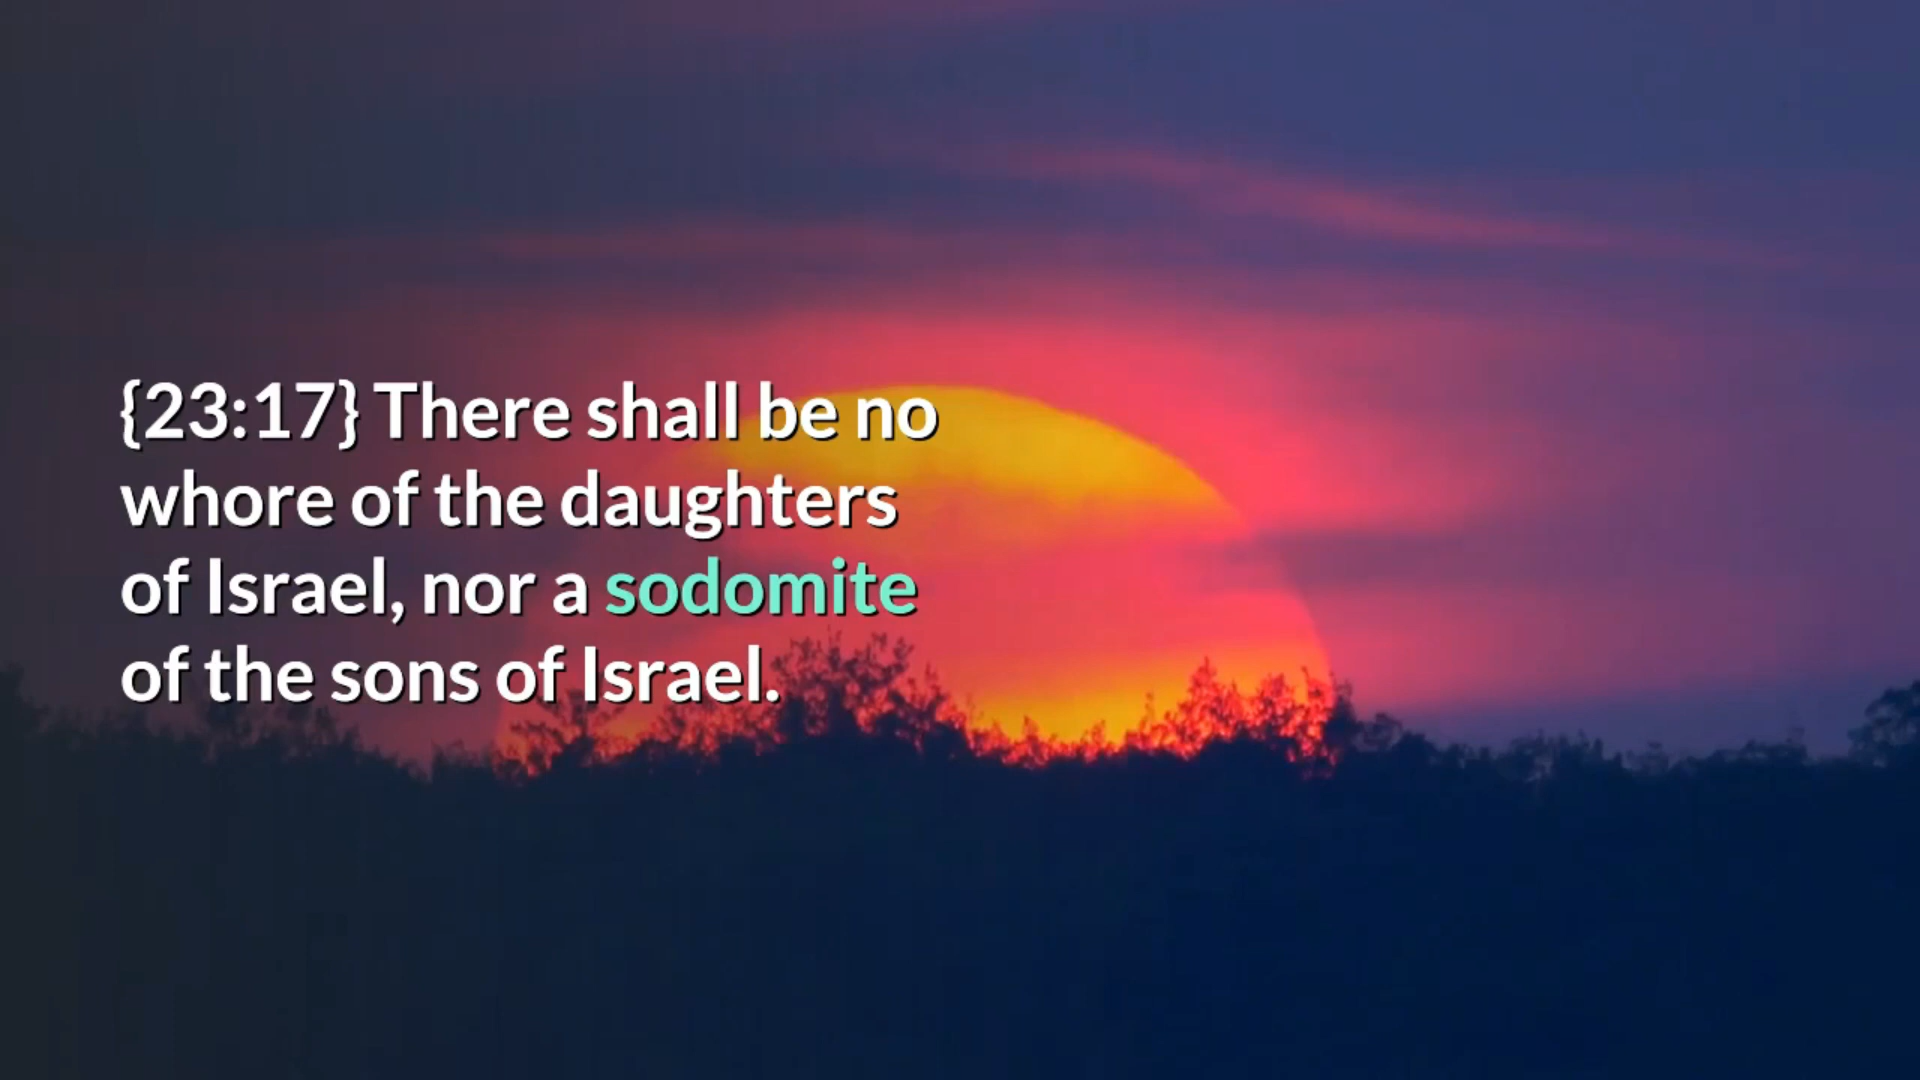 {23:17} There shall be no
whore of the daughters
of Israel, nor a sodomite
of the sons of Israel.